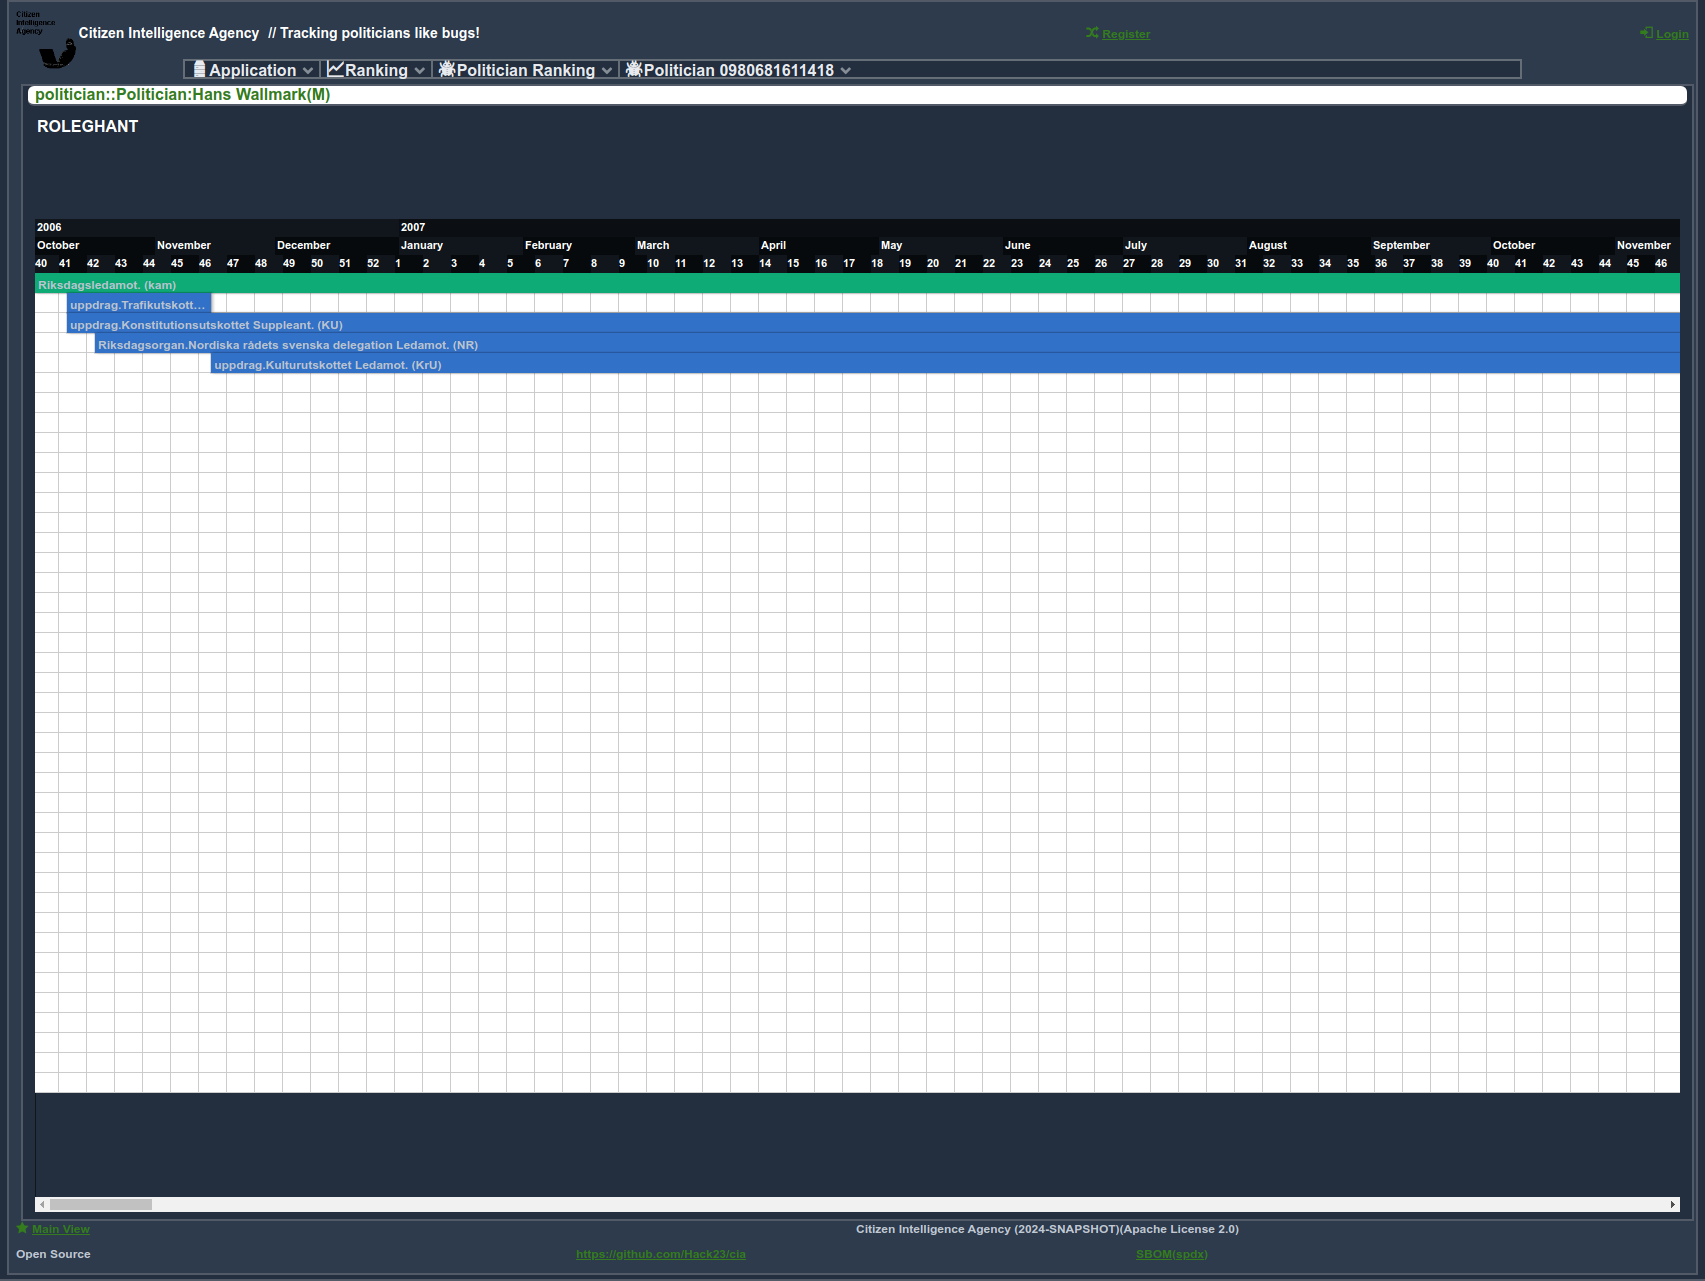 Citizen
Intelligence
Agency
Citizen Intelligence Agency // Tracking politicians like bugs!
Register
Login
Application
Ranking
Politician Ranking
Politician 0980681611418
politician::Politician:Hans Wallmark(M)
ROLEGHANT
2006 2007
October November December January February March April May June July August September October November
40 41 42 43 44 45 46 47 48 49 50 51 52 1 2 3 4 5 6 7 8 9 10 11 12 13 14 15 16 17 18 19 20 21 22 23 24 25 26 27 28 29 30 31 32 33 34 35 36 37 38 39 40 41 42 43 44 45 46
Riksdagsledamot. (kam)
uppdrag.Trafikutskott...
uppdrag.Konstitutionsutskottet Suppleant. (KU)
Riksdagsorgan.Nordiska rådets svenska delegation Ledamot. (NR)
uppdrag.Kulturutskottet Ledamot. (KrU)
Main View
Citizen Intelligence Agency (2024-SNAPSHOT)(Apache License 2.0)
Open Source
https://github.com/Hack23/cia
SBOM(spdx)